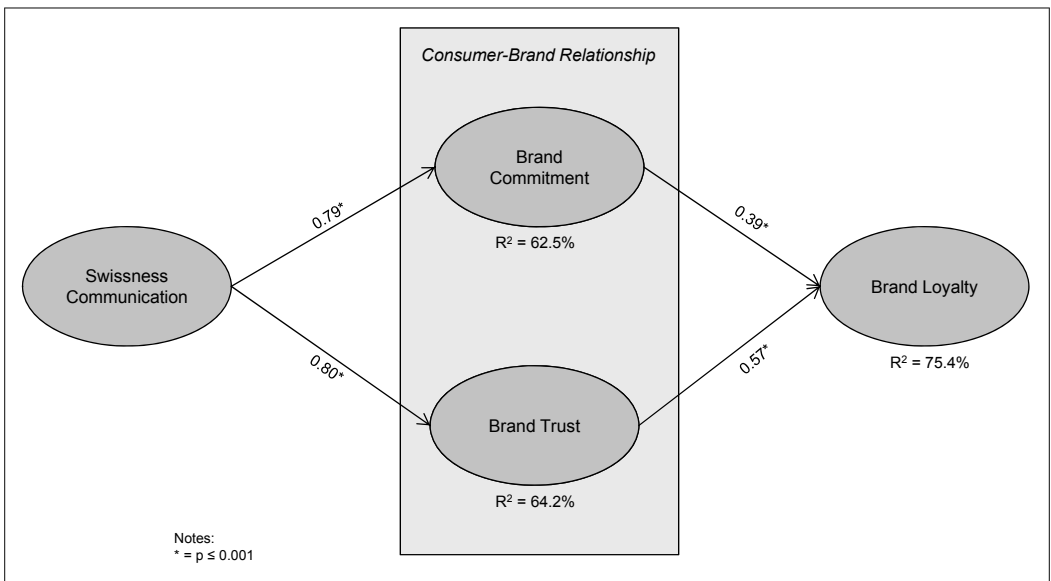 Consumer-Brand Relationship
Brand
Commitment
R² = 62.5%
0.79*
0.39*
Swissness
Communication
Brand Loyalty
R² = 75.4%
0.80*
0.57*
Brand Trust
R² = 64.2%
Notes:
* = p ≤ 0.001